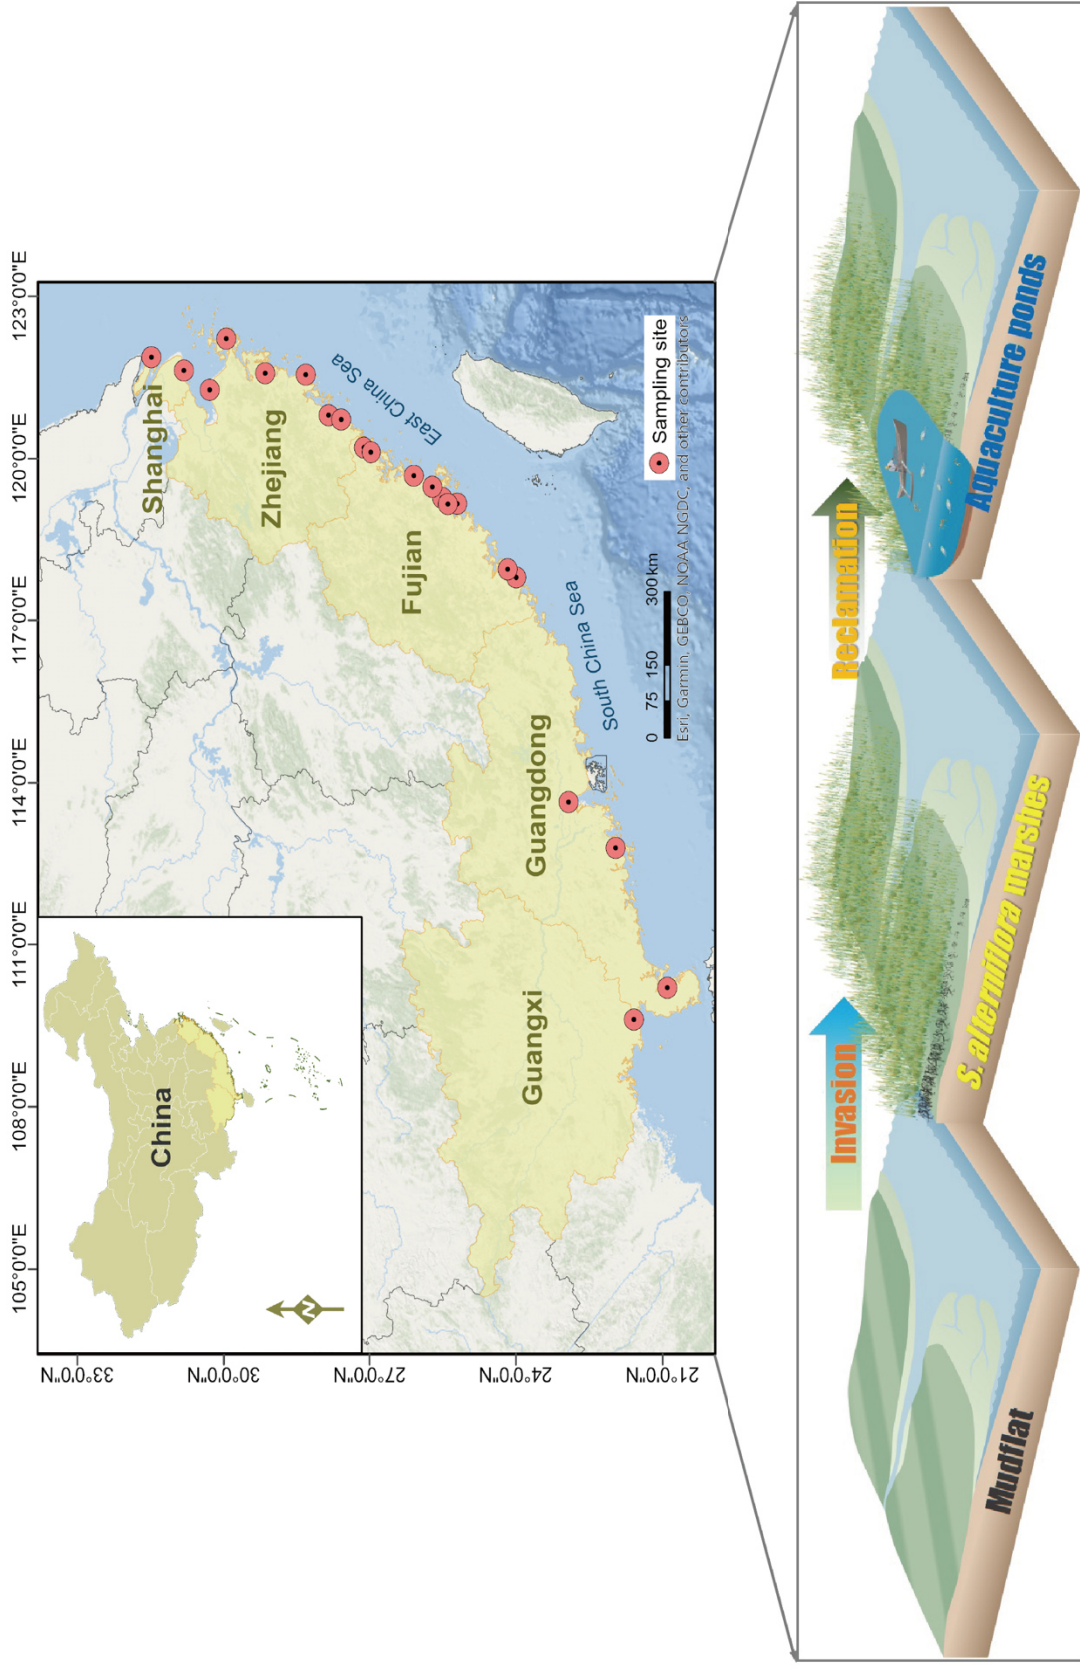 105°0'0"E
108°0'0"E
111°0'0"E
114°0'0"E
117°0'0"E
120°0'0"E
123°0'0"E
33°0'0"N
30°0'0"N
27°0'0"N
24°0'0"N
21°0'0"N
China
N
Shanghai
Zhejiang
Fujian
Guangdong
Guangxi
East China Sea
South China Sea
Sampling site
0 75 150 300 km
Esri, Garmin, GEBCO, NOAA NGDC, and other contributors
Invasion
Reclamation
Mudflat
S. alterniflora marshes
Aquaculture ponds